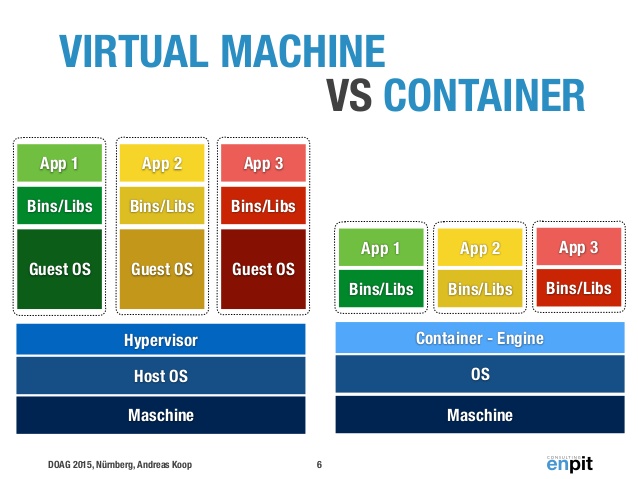 VIRTUAL MACHINE
VS CONTAINER
App 1
App 2
App 3
Bins/Libs
Bins/Libs
Bins/Libs
Guest OS
Guest OS
Guest OS
Hypervisor
Host OS
Maschine
App 1
App 2
App 3
Bins/Libs
Bins/Libs
Bins/Libs
Container - Engine
OS
Maschine
DOAG 2015, Nürnberg, Andreas Koop
6
CONSULTING
enpit